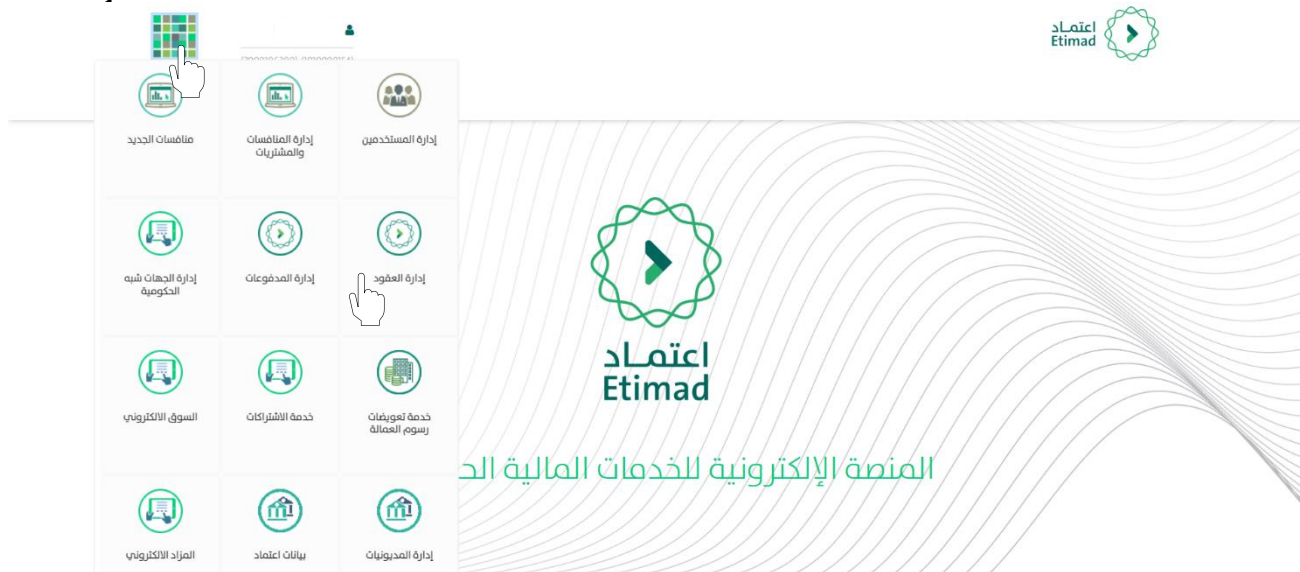 اعتماد
Etimad
إدارة المستخدمين
إدارة المنافسات
والمشتريات
منافسات الجديد
إدارة العقود
إدارة المدفوعات
إدارة الجهات شبه
الحكومية
خدمة تعويضات
رسوم العمالة
خدمة الاشتراكات
السوق الالكتروني
إدارة المديونيات
بيانات اعتماد
المزاد الالكتروني
اعتماد
Etimad
المنصة الإلكترونية للخدمات المالية الحـ